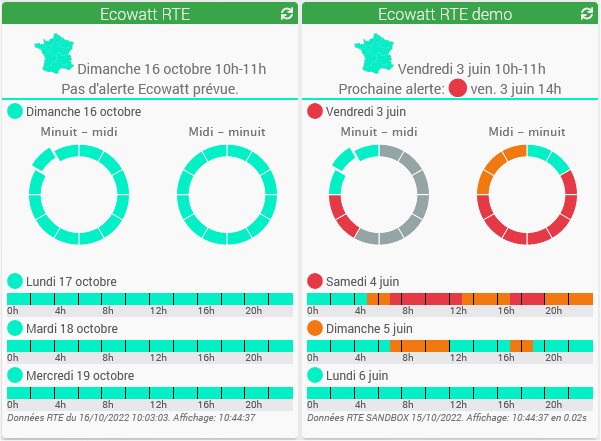 Ecowatt RTE
Dimanche 16 octobre 10h-11h
Pas d'alerte Ecowatt prévue.
Dimanche 16 octobre
Minuit – midi Midi – minuit
Lundi 17 octobre
0h 4h 8h 12h 16h 20h
Mardi 18 octobre
0h 4h 8h 12h 16h 20h
Mercredi 19 octobre
0h 4h 8h 12h 16h 20h
Données RTE du 16/10/2022 10:03:03. Affichage: 10:44:37
Ecowatt RTE demo
Vendredi 3 juin 10h-11h
Prochaine alerte: ven. 3 juin 14h
Vendredi 3 juin
Minuit – midi Midi – minuit
Samedi 4 juin
0h 4h 8h 12h 16h 20h
Dimanche 5 juin
0h 4h 8h 12h 16h 20h
Lundi 6 juin
0h 4h 8h 12h 16h 20h
Données RTE SANDBOX 15/10/2022. Affichage: 10:44:37 en 0.02s